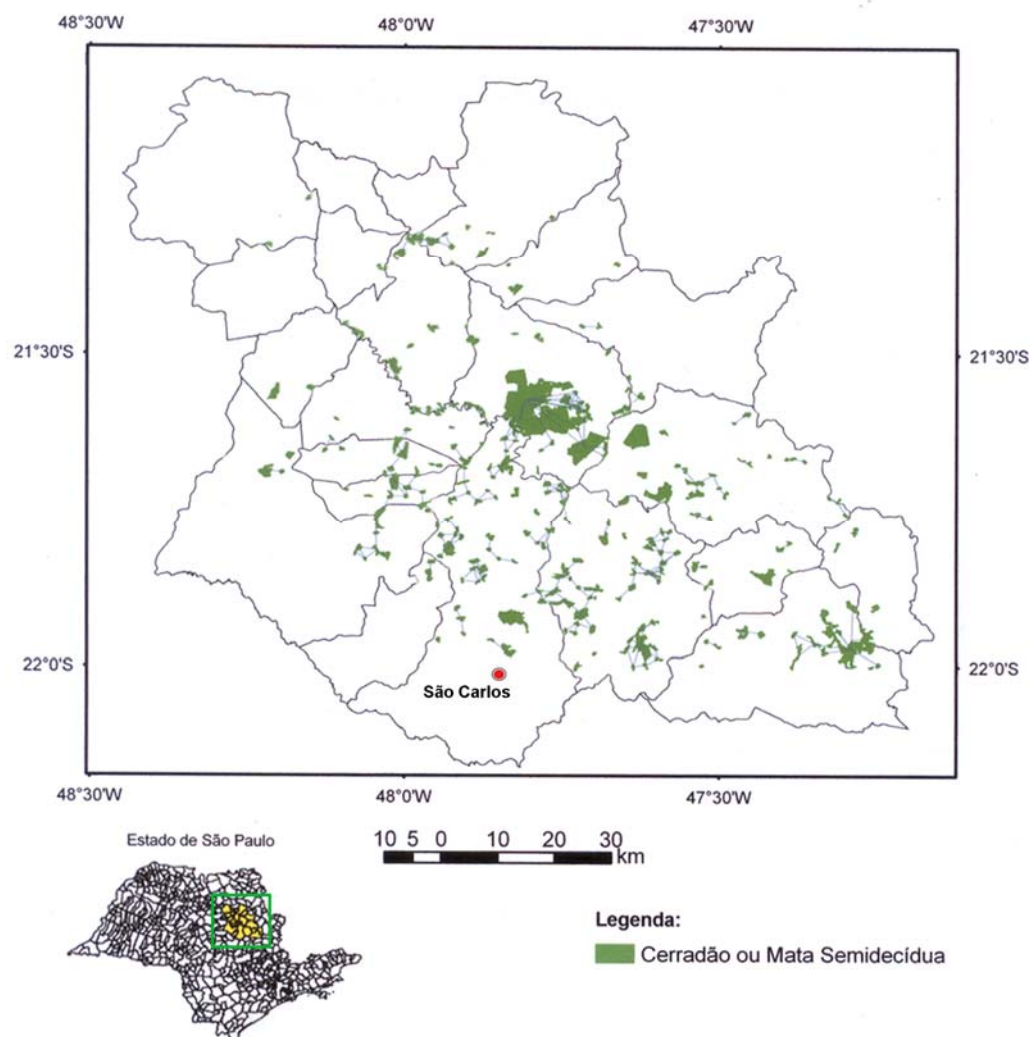 48°30'W 48°0'W 47°30'W
21°30'S 21°30'S
22°0'S 22°0'S
São Carlos
48°30'W 48°0'W 47°30'W
Estado de São Paulo
10 5 0 10 20 30
km
Legenda:
Cerradão ou Mata Semidecídua